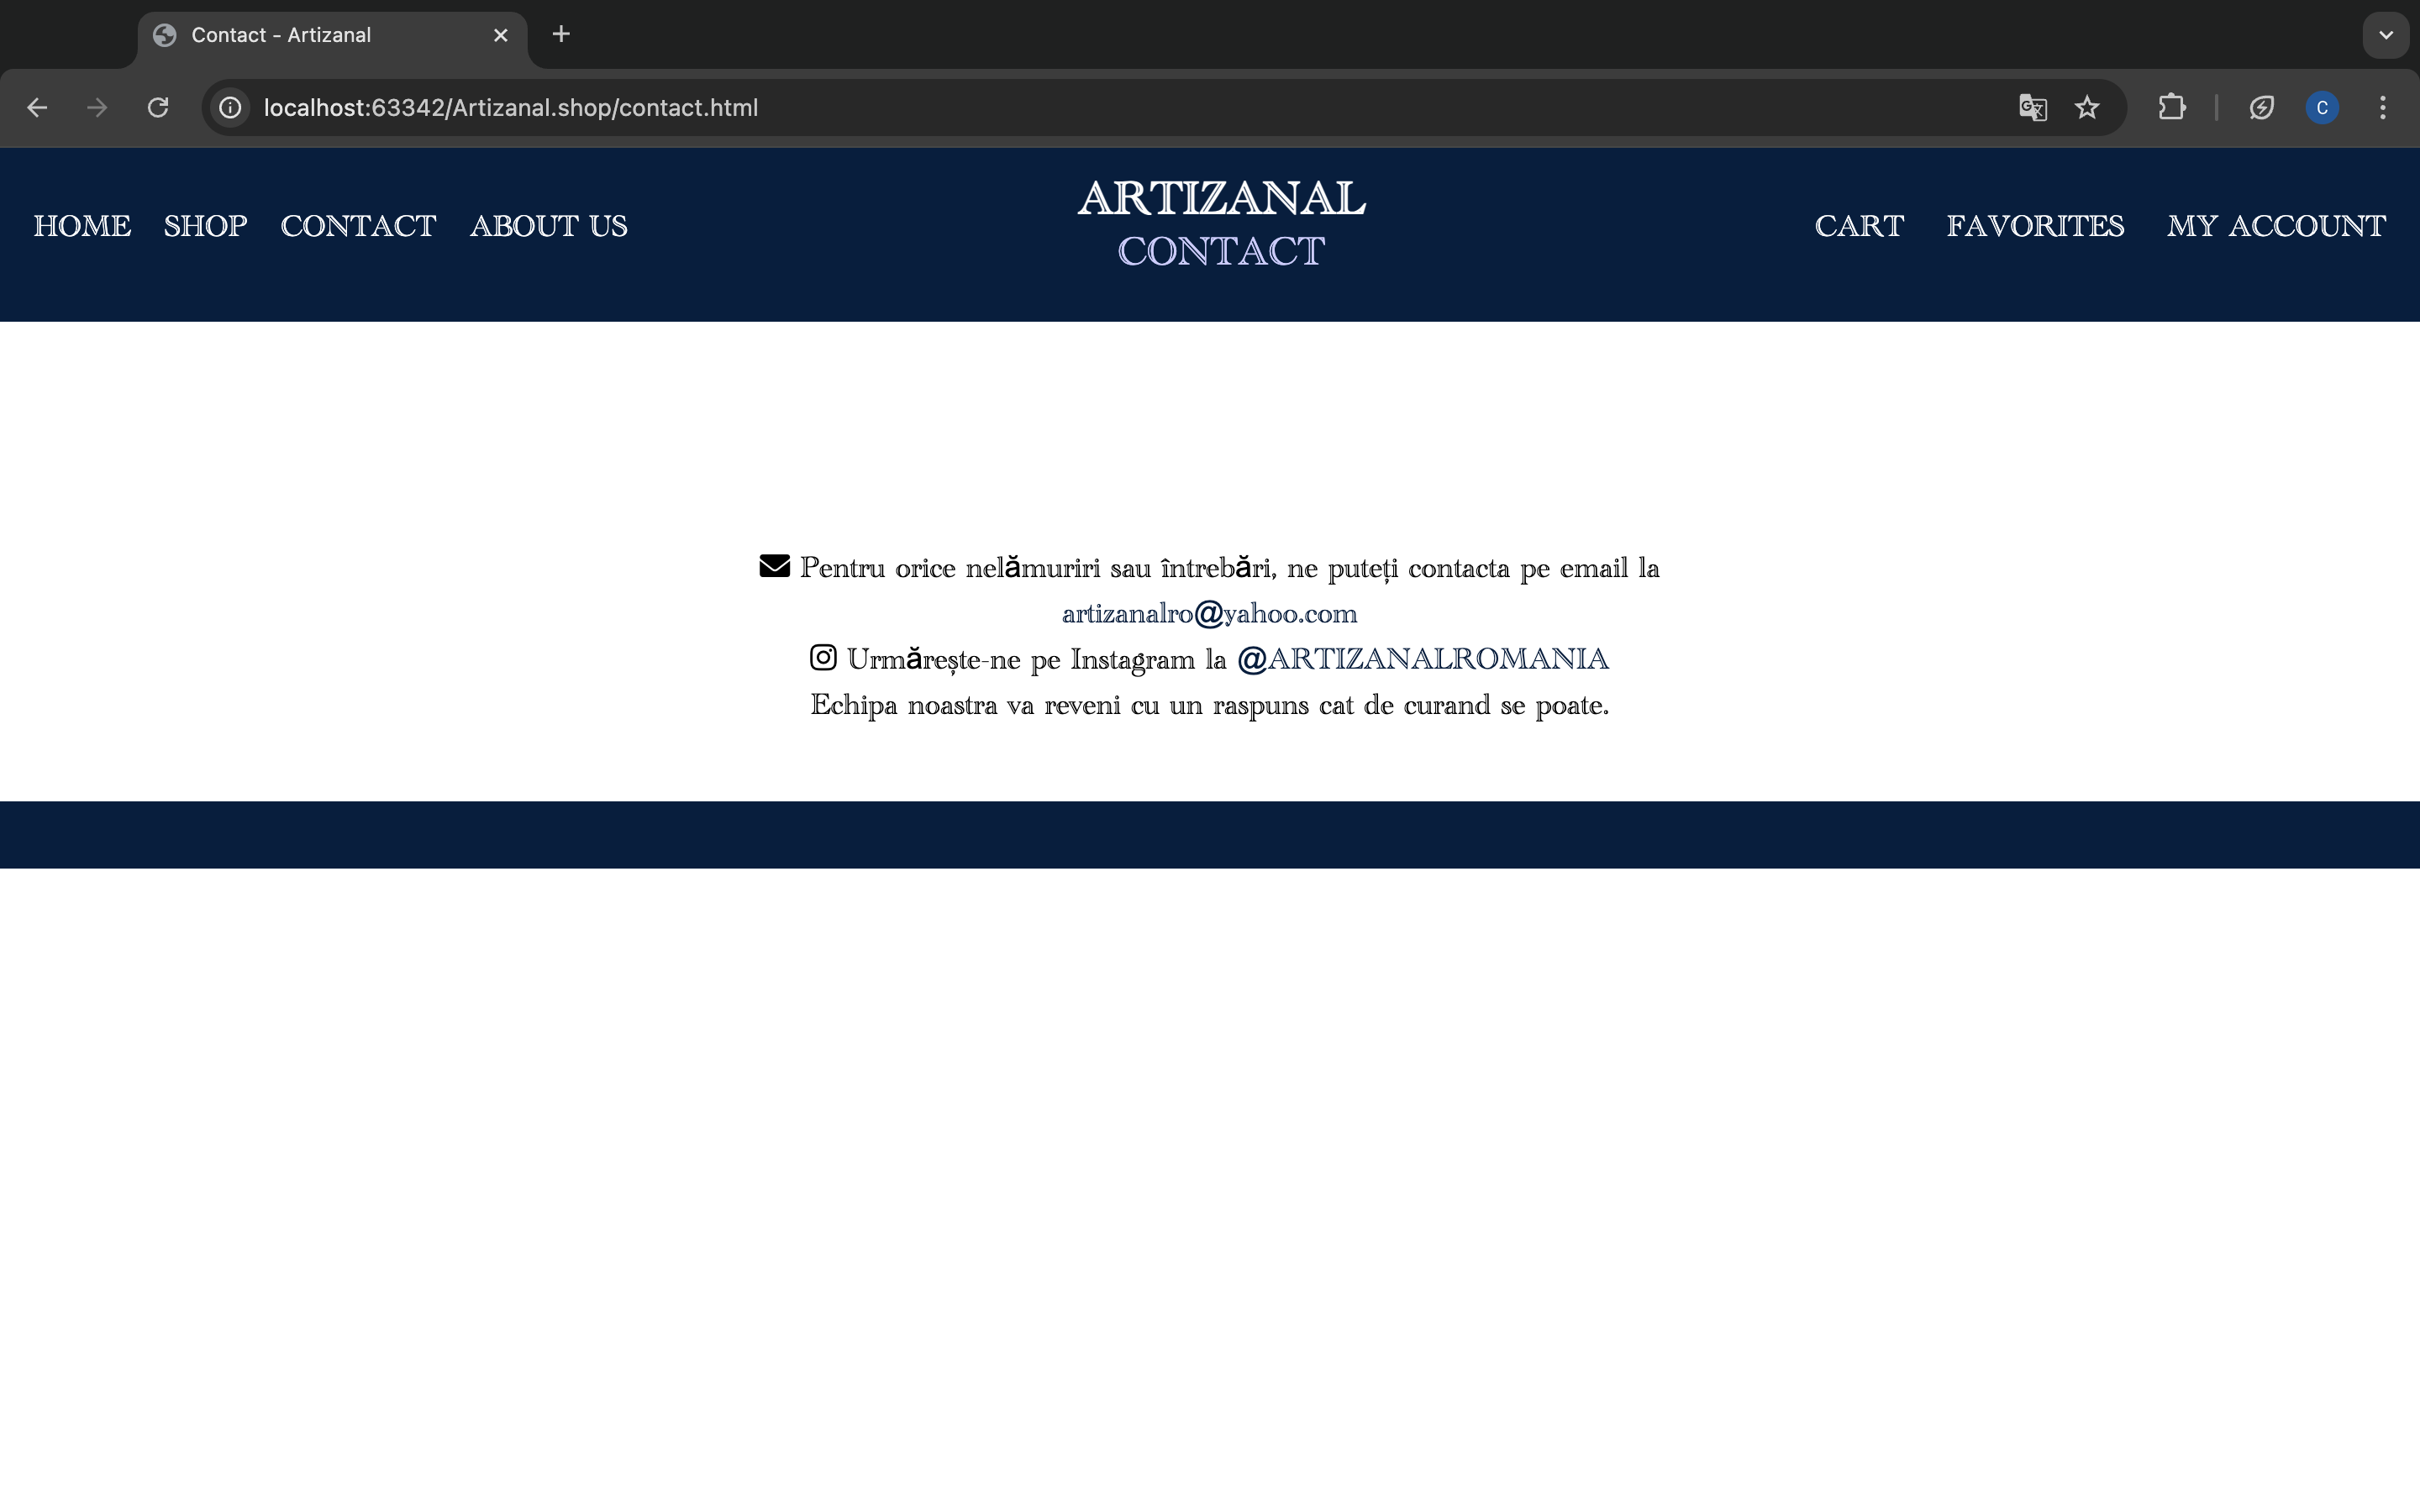 Contact - Artizanal
localhost:63342/Artizanal.shop/contact.html
C
HOME SHOP CONTACT ABOUT US
ARTIZANAL
CONTACT
CART FAVORITES MY ACCOUNT
Pentru orice nelămuriri sau întrebări, ne puteți contacta pe email la
artizanalro@yahoo.com
Urmărește-ne pe Instagram la @ARTIZANALROMANIA
Echipa noastra va reveni cu un raspuns cat de curand se poate.